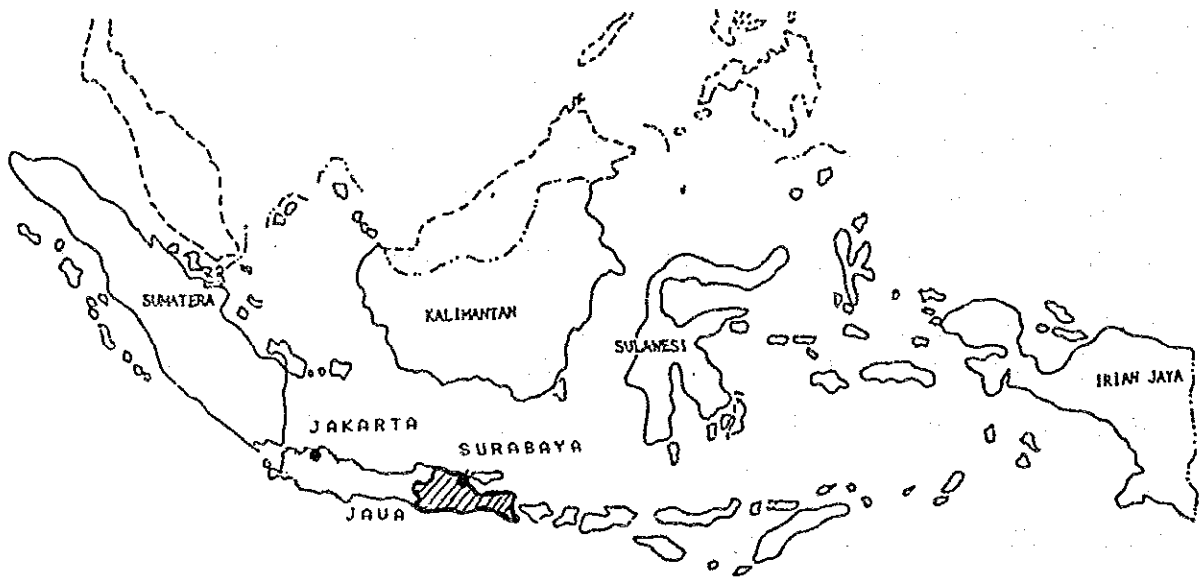 SUMATERA
KALIMANTAN
SULAWESI
IRIAN JAYA
JAKARTA
SURABAYA
JAVA